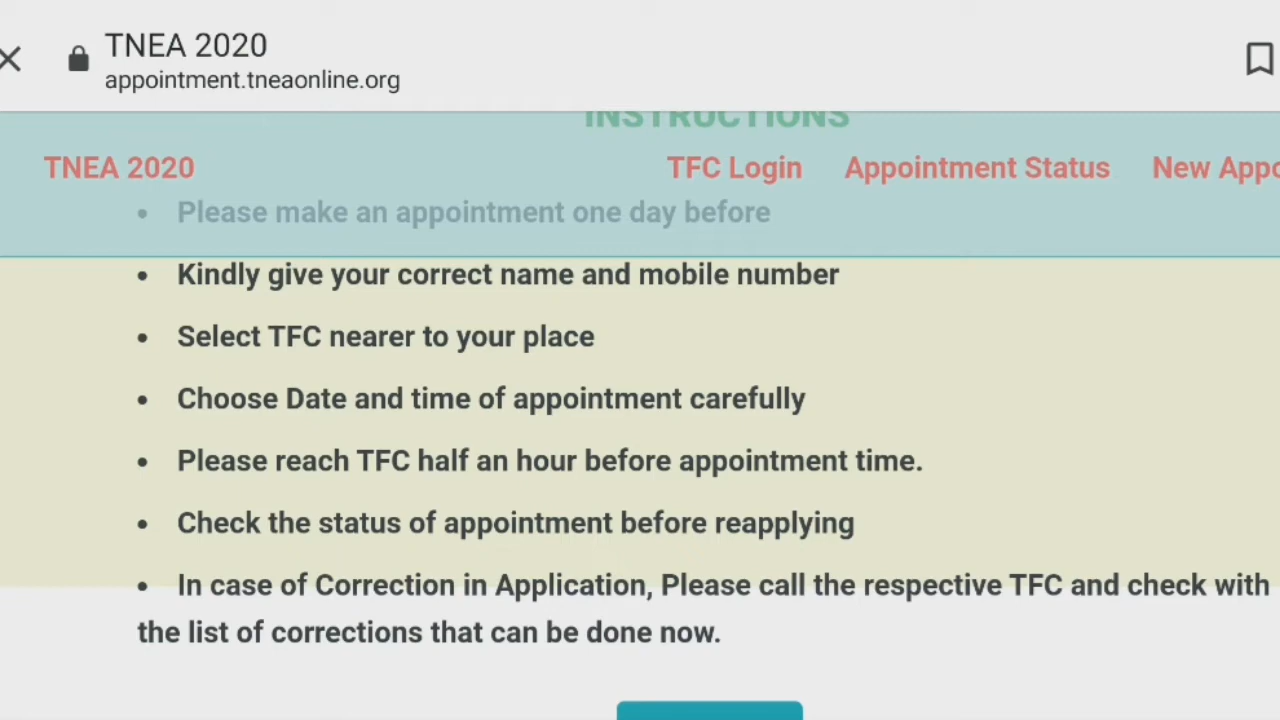 TNEA 2020
appointment.tneaonline.org
INSTRUCTIONS
TNEA 2020 TFC Login Appointment Status New Appo
• Please make an appointment one day before
• Kindly give your correct name and mobile number
• Select TFC nearer to your place
• Choose Date and time of appointment carefully
• Please reach TFC half an hour before appointment time.
• Check the status of appointment before reapplying
• In case of Correction in Application, Please call the respective TFC and check with
the list of corrections that can be done now.